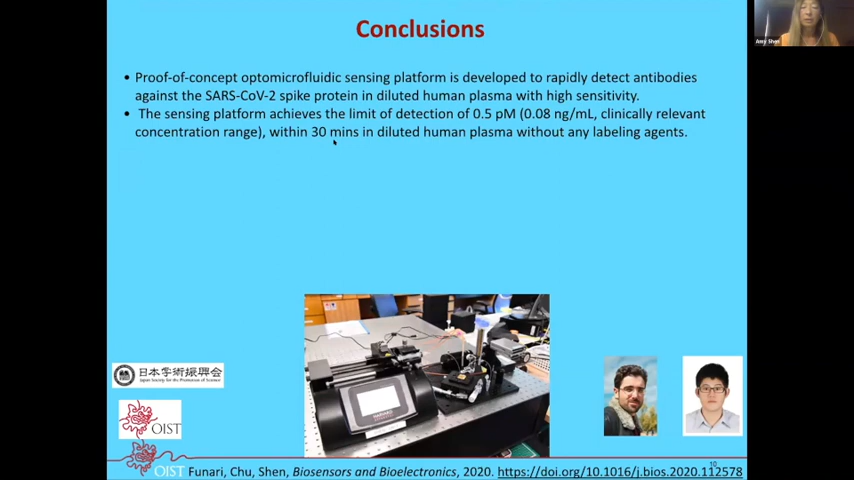 Conclusions
Amy Shen
• Proof-of-concept optomicrofluidic sensing platform is developed to rapidly detect antibodies
against the SARS-CoV-2 spike protein in diluted human plasma with high sensitivity.
• The sensing platform achieves the limit of detection of 0.5 pM (0.08 ng/mL, clinically relevant
concentration range), within 30 mins in diluted human plasma without any labeling agents.
日本学術振興会
Japan Society for the Promotion of Science
OIST
HARVARD
10
OIST Funari, Chu, Shen, Biosensors and Bioelectronics, 2020. https://doi.org/10.1016/j.bios.2020.112578